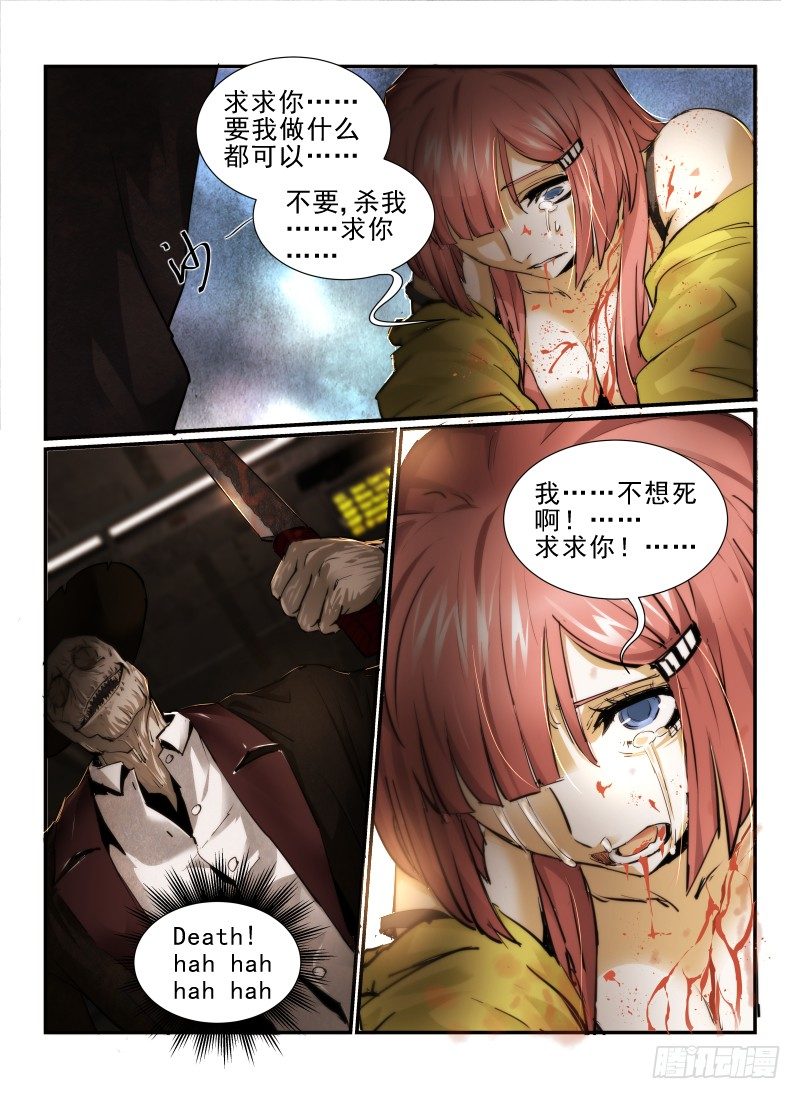 求求你……
要我做什么
都可以……
不要,杀我
……求你
……
沙
我……不想死
啊! ……
求求你! ……
Death!
hah hah
hah hah
腾讯动漫